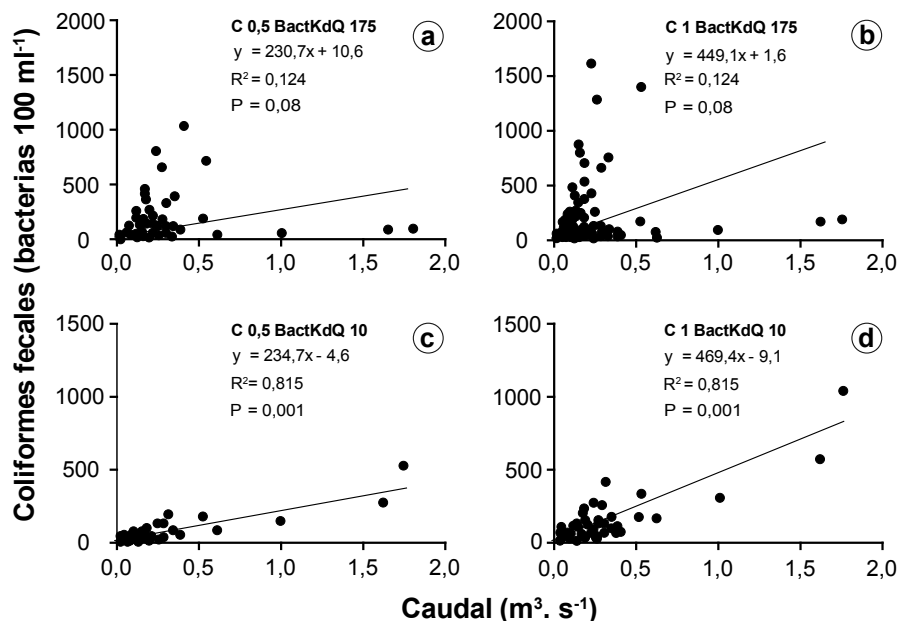 Coliformes fecales (bacterias 100 ml⁻¹)
2000
1500
1000
500
0
C 0,5 BactKdQ 175
y = 230,7x + 10,6
R² = 0,124
P = 0,08
a
0,0 0,5 1,0 1,5 2,0
2000
1500
1000
500
0
C 1 BactKdQ 175
y = 449,1x + 1,6
R² = 0,124
P = 0,08
b
0,0 0,5 1,0 1,5 2,0
1500
1000
500
0
C 0,5 BactKdQ 10
y = 234,7x - 4,6
R² = 0,815
P = 0,001
c
0,0 0,5 1,0 1,5 2,0
1500
1000
500
0
C 1 BactKdQ 10
y = 469,4x - 9,1
R² = 0,815
P = 0,001
d
0,0 0,5 1,0 1,5 2,0
Caudal (m³. s⁻¹)